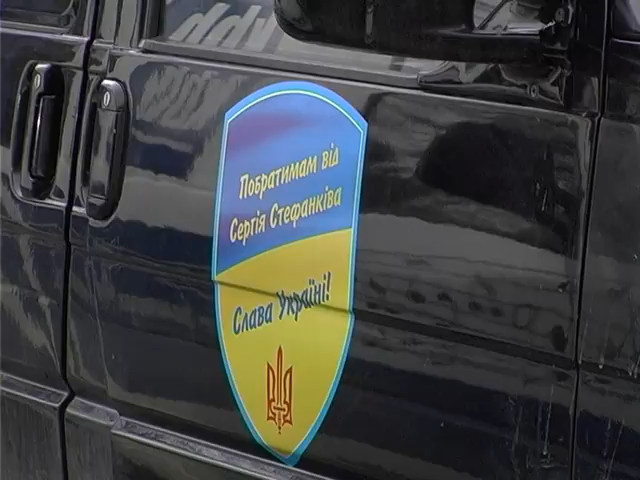 Побратимам від
Сергія Стефанківа
Слава Україні!